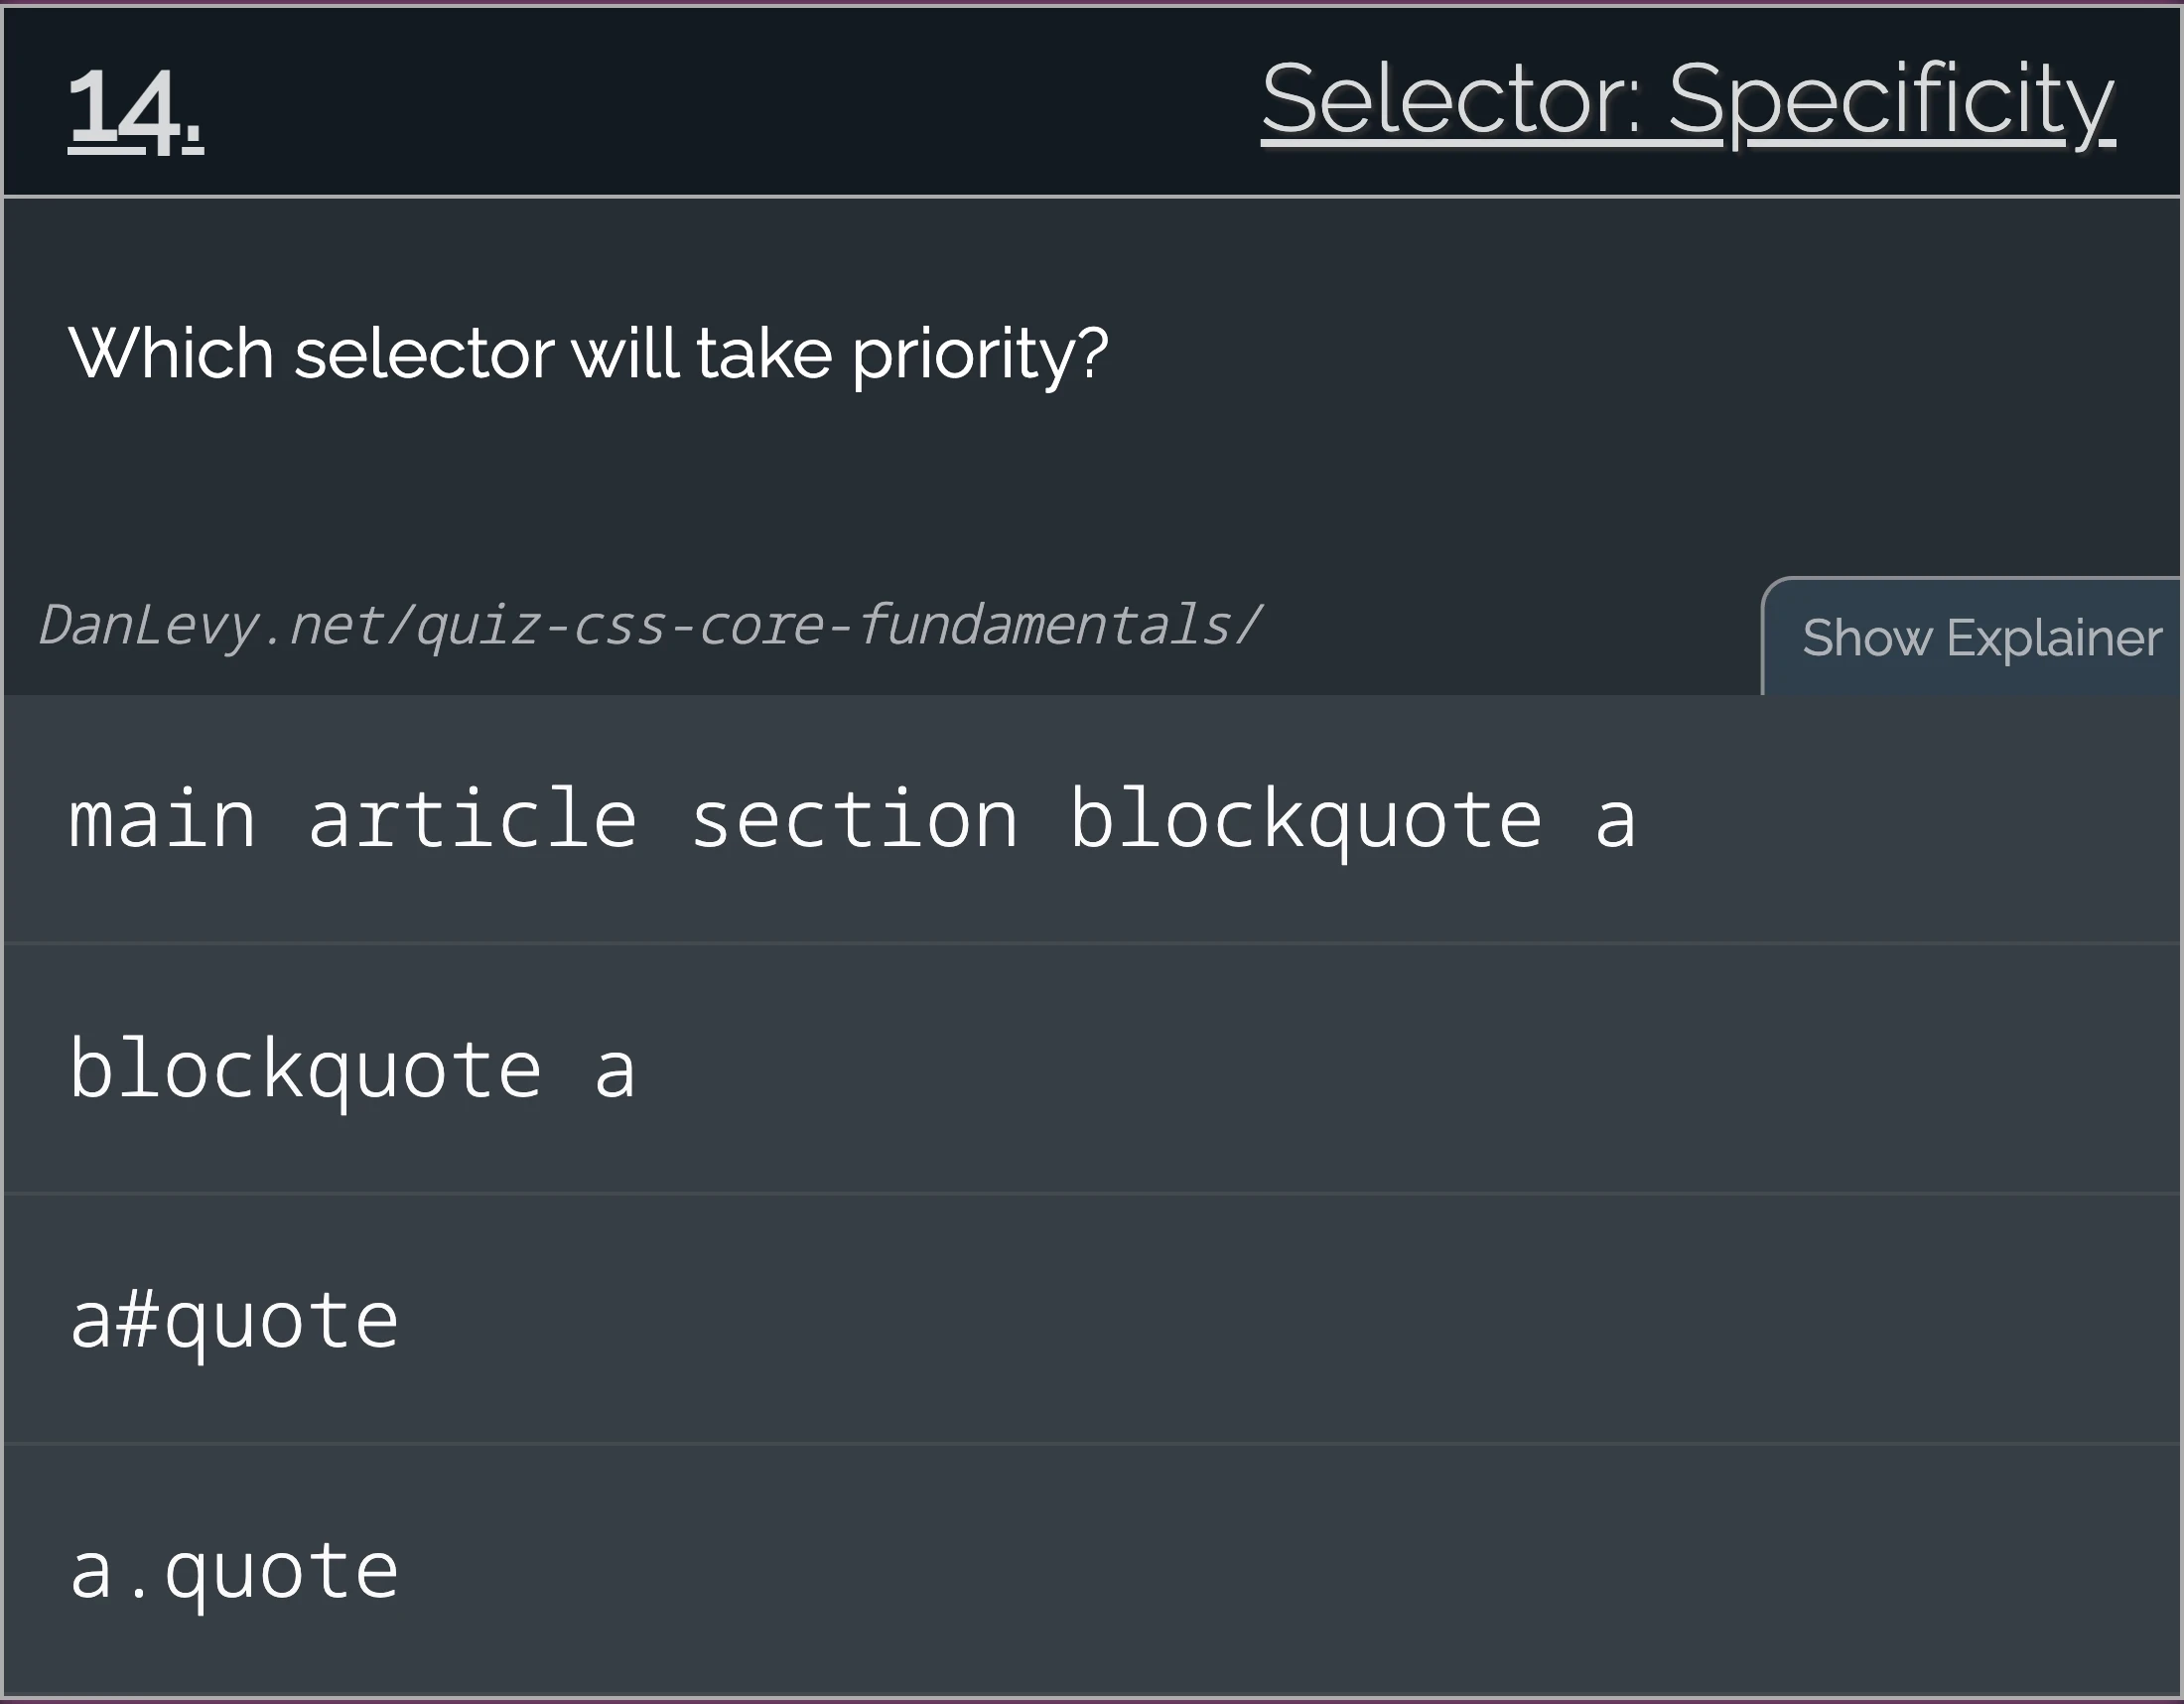 14.
Selector: Specificity
Which selector will take priority?
DanLevy.net/quiz-css-core-fundamentals/
Show Explainer
main article section blockquote a
blockquote a
a#quote
a.quote